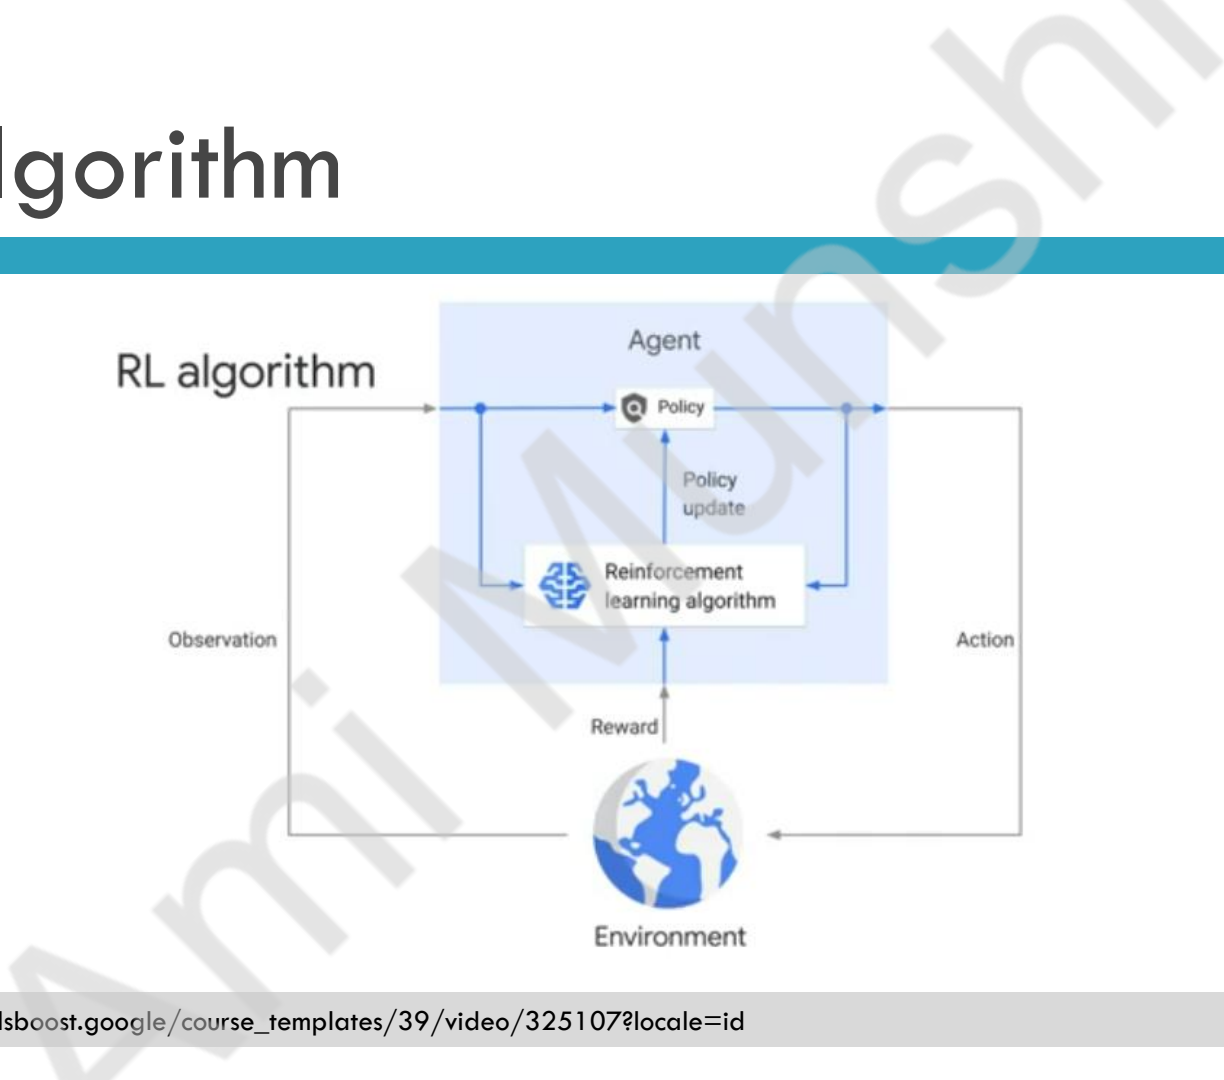 lgorithm
RL algorithm
Agent
Policy
Policy
update
Reinforcement
learning algorithm
Observation
Action
Reward
Environment
lsboost.google/course_templates/39/video/325107?locale=id
Ami Munshi